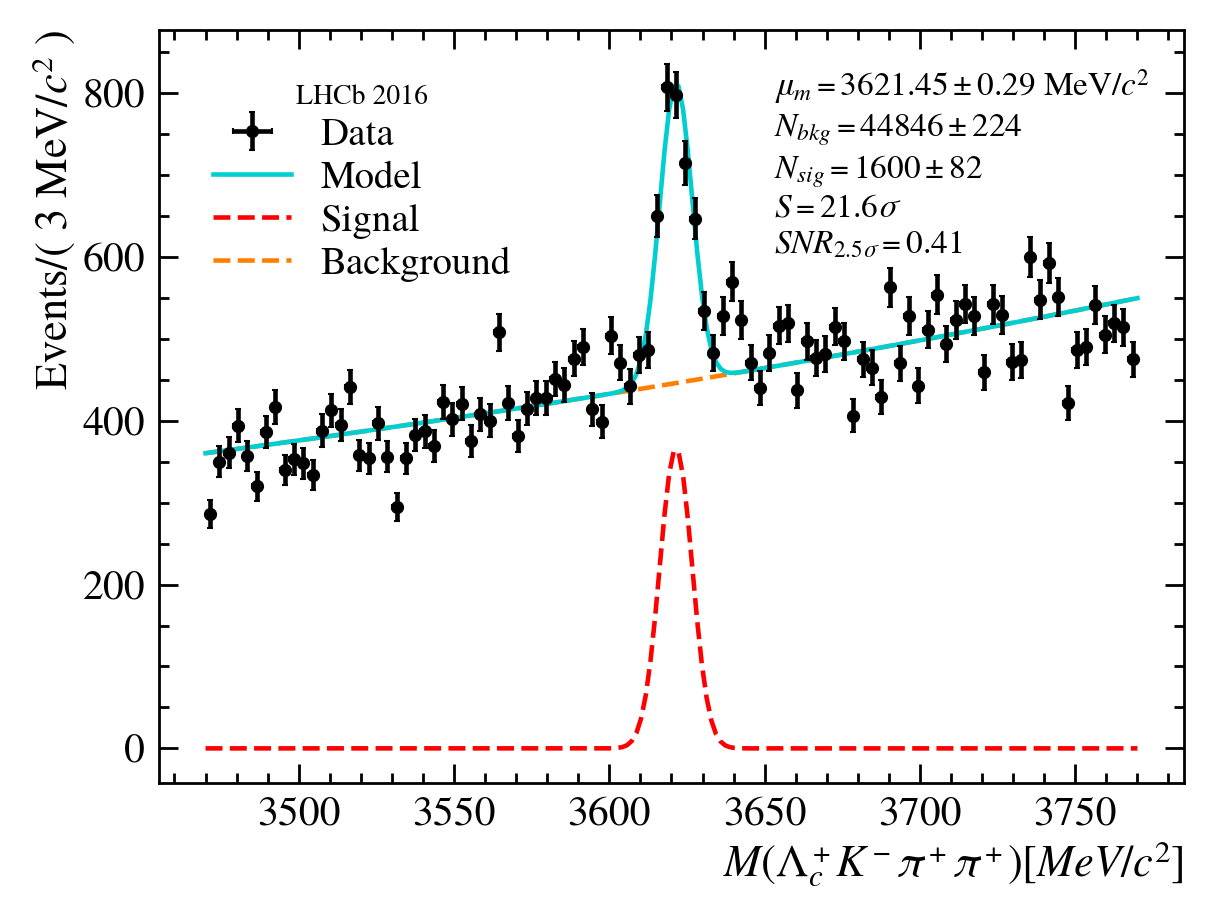 Events/( 3 MeV/c² )
800
600
400
200
0
LHCb 2016
Data
Model
Signal
Background
μₘ = 3621.45 ± 0.29 MeV/c²
N_bkg = 44846 ± 224
N_sig = 1600 ± 82
S = 21.6σ
SNR_2.5σ = 0.41
3500 3550 3600 3650 3700 3750
M(Λ_c⁺K⁻π⁺π⁺)[MeV/c²]